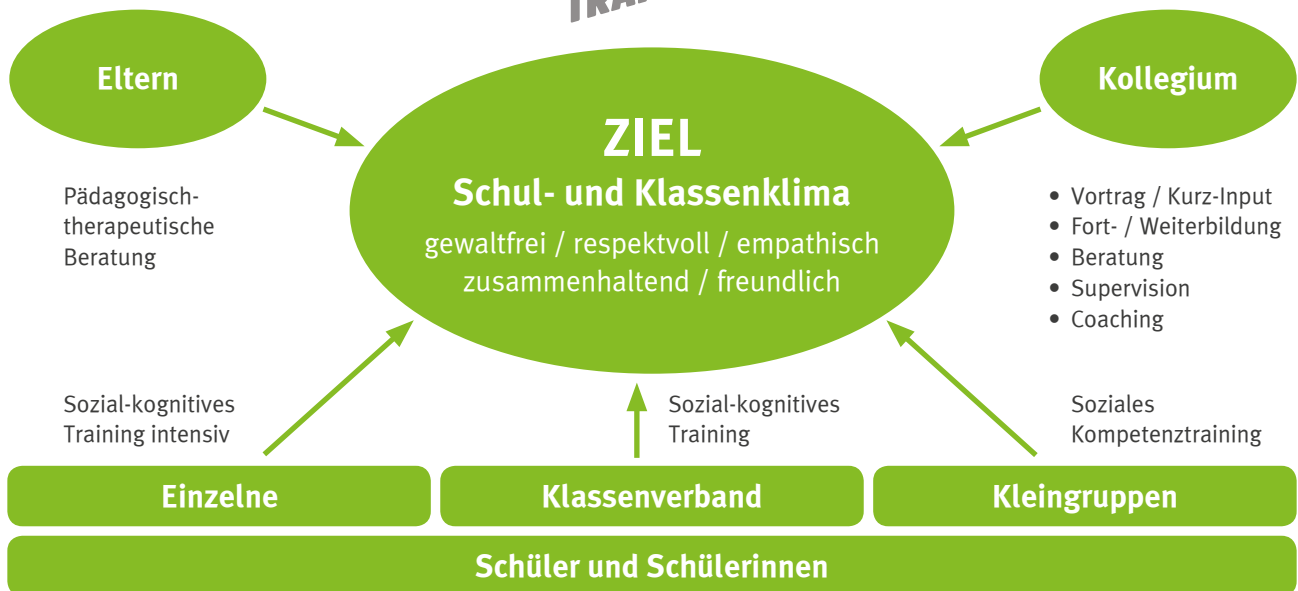 Eltern
Kollegium
ZIEL
Schul- und Klassenklima
gewaltfrei / respektvoll / empathisch
zusammenhaltend / freundlich
Pädagogisch-
therapeutische
Beratung
• Vortrag / Kurz-Input
• Fort- / Weiterbildung
• Beratung
• Supervision
• Coaching
Sozial-kognitives
Training intensiv
Sozial-kognitives
Training
Soziales
Kompetenztraining
Einzelne
Klassenverband
Kleingruppen
Schüler und Schülerinnen